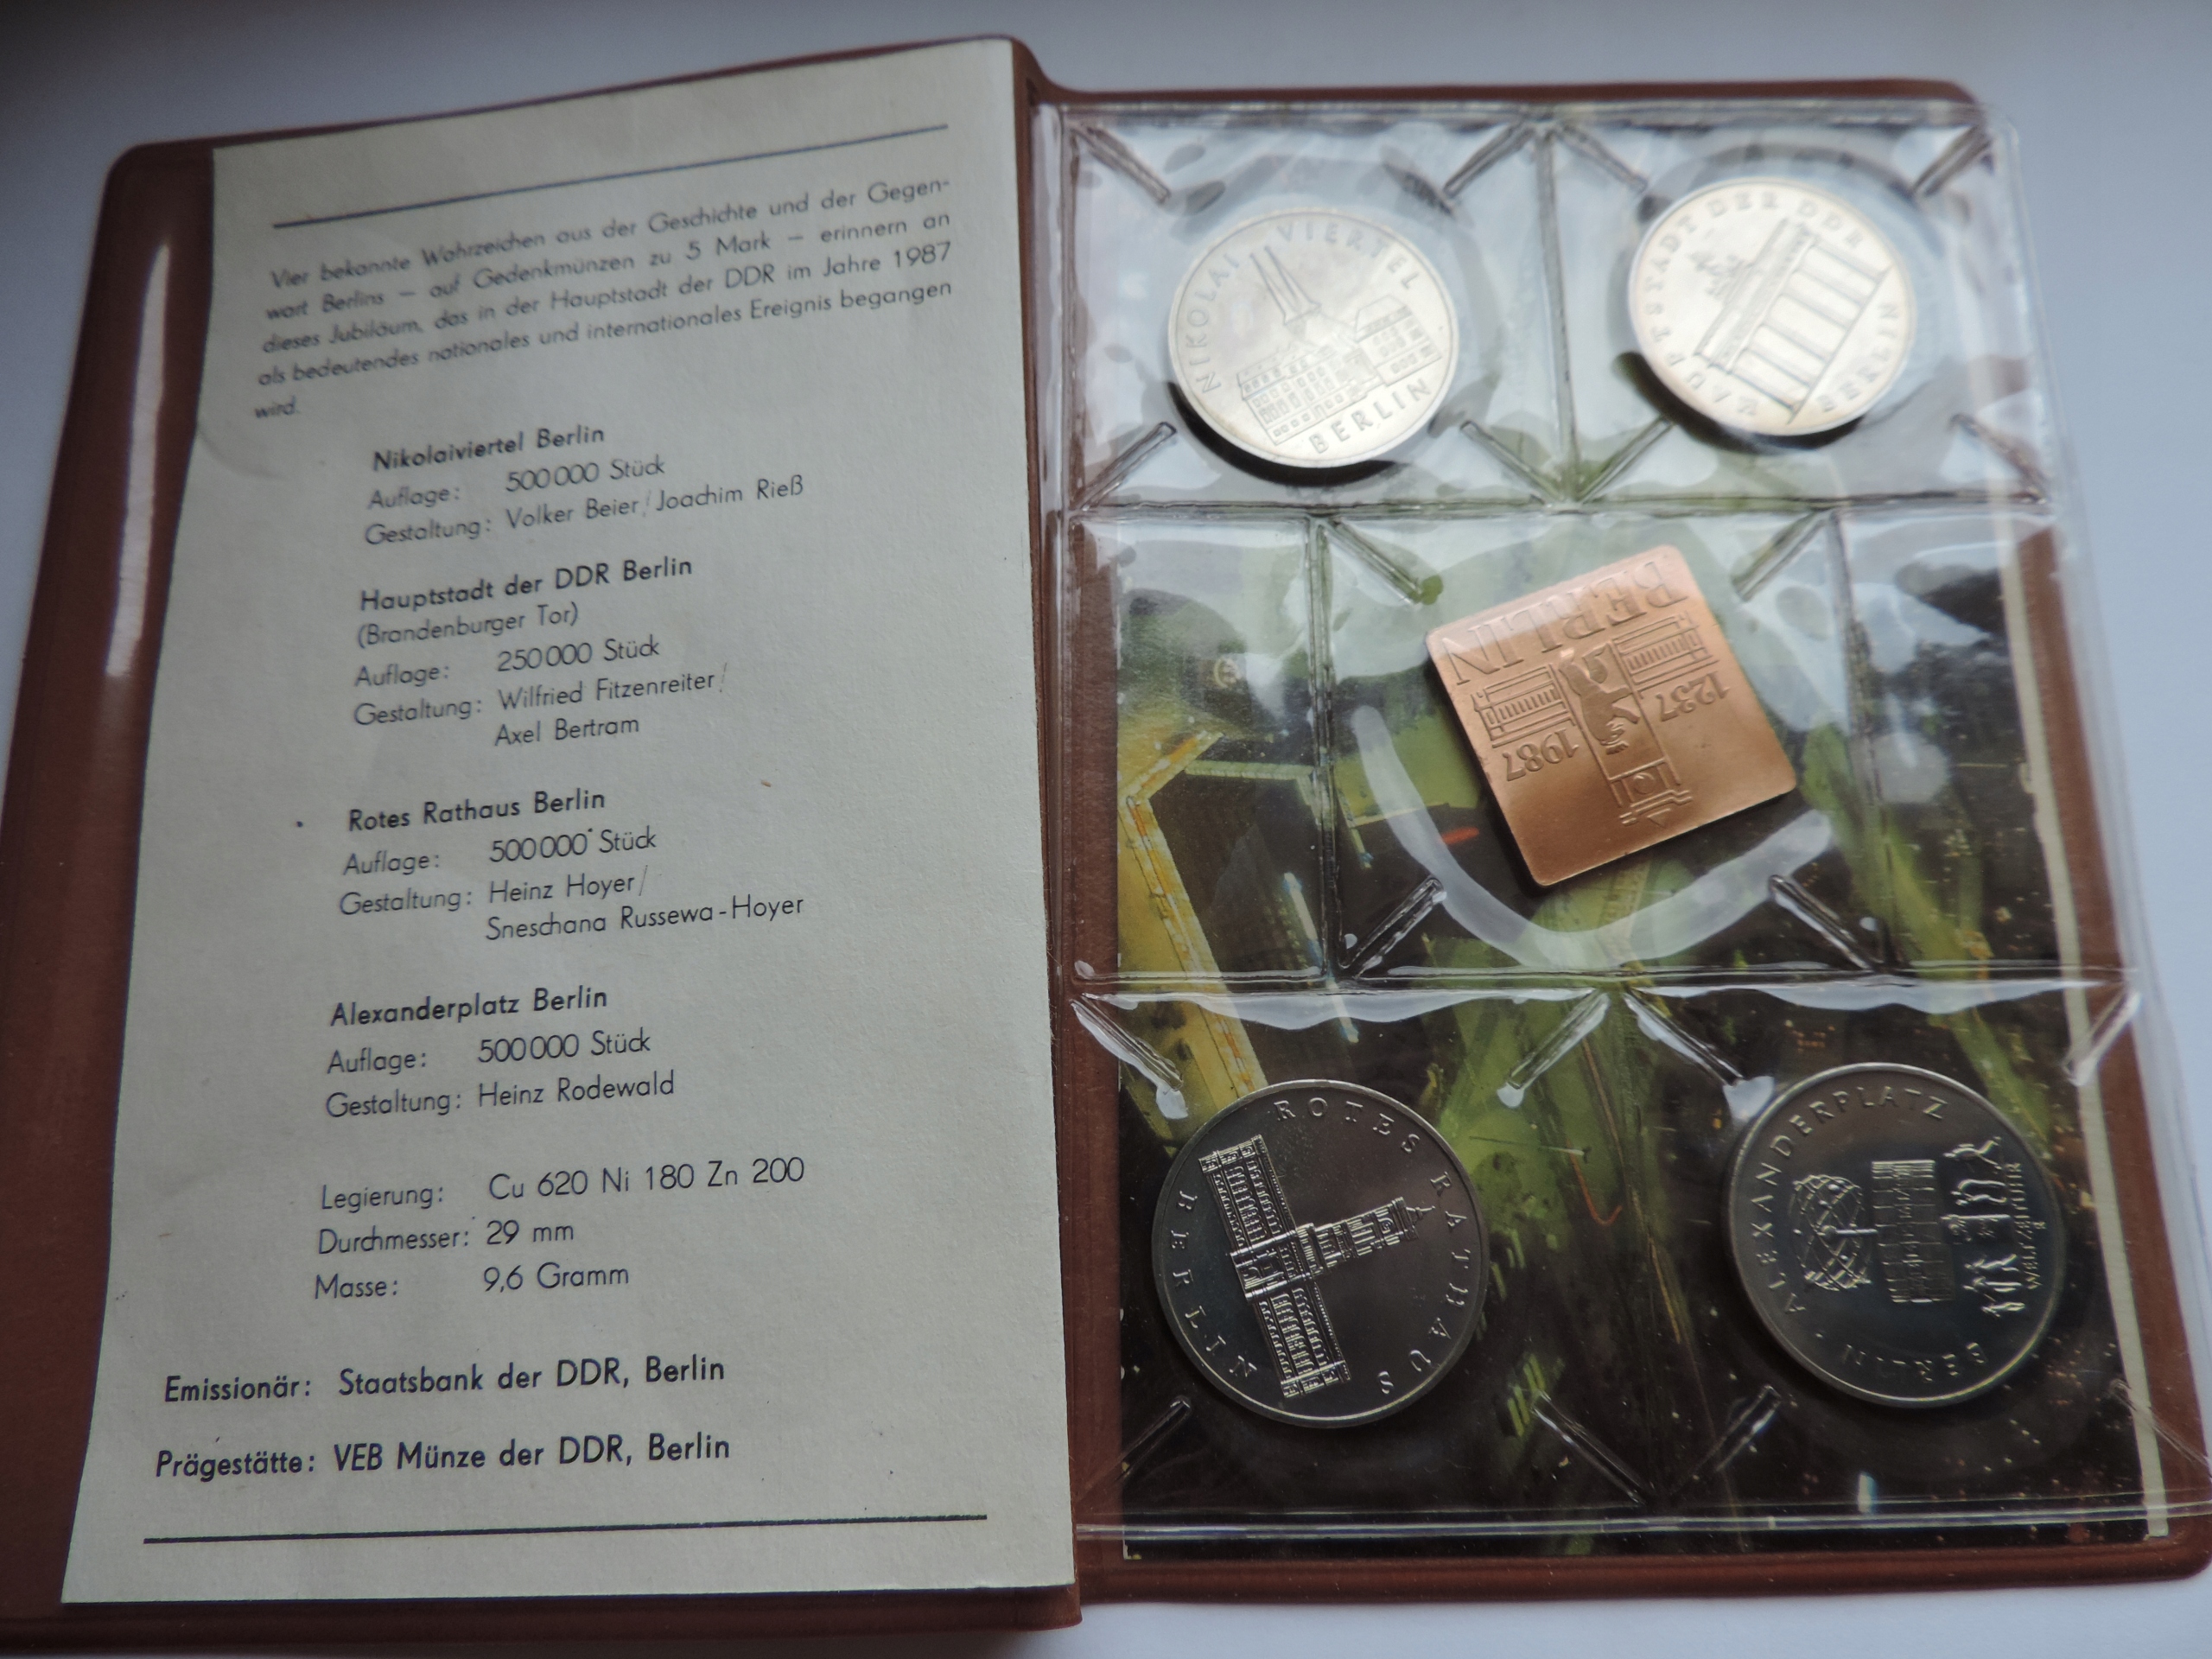 Vier bekannte Wahrzeichen aus der Geschichte und der Gegen-
wart Berlins – auf Gedenkmünzen zu 5 Mark – erinnern an
dieses Jubiläum, das in der Hauptstadt der DDR im Jahre 1987
als bedeutendes nationales und internationales Ereignis begangen
wird.
Nikolaiviertel Berlin
Auflage: 500 000 Stück
Gestaltung: Volker Beier/Joachim Rieß
Hauptstadt der DDR Berlin
(Brandenburger Tor)
Auflage: 250 000 Stück
Gestaltung: Wilfried Fitzenreiter/
Axel Bertram
Rotes Rathaus Berlin
Auflage: 500 000 Stück
Gestaltung: Heinz Hoyer/
Sneschana Russewa-Hoyer
Alexanderplatz Berlin
Auflage: 500 000 Stück
Gestaltung: Heinz Rodewald
Legierung: Cu 620 Ni 180 Zn 200
Durchmesser: 29 mm
Masse: 9,6 Gramm
Emissionär: Staatsbank der DDR, Berlin
Prägestätte: VEB Münze der DDR, Berlin
NIKOLAI VIERTEL
BERLIN
HAUPTSTADT DER DDR
BERLIN
BERLIN
1237
1987
ROTES RATHAUS
BERLIN
ALEXANDERPLATZ
WELTZEITUHR
BERLIN